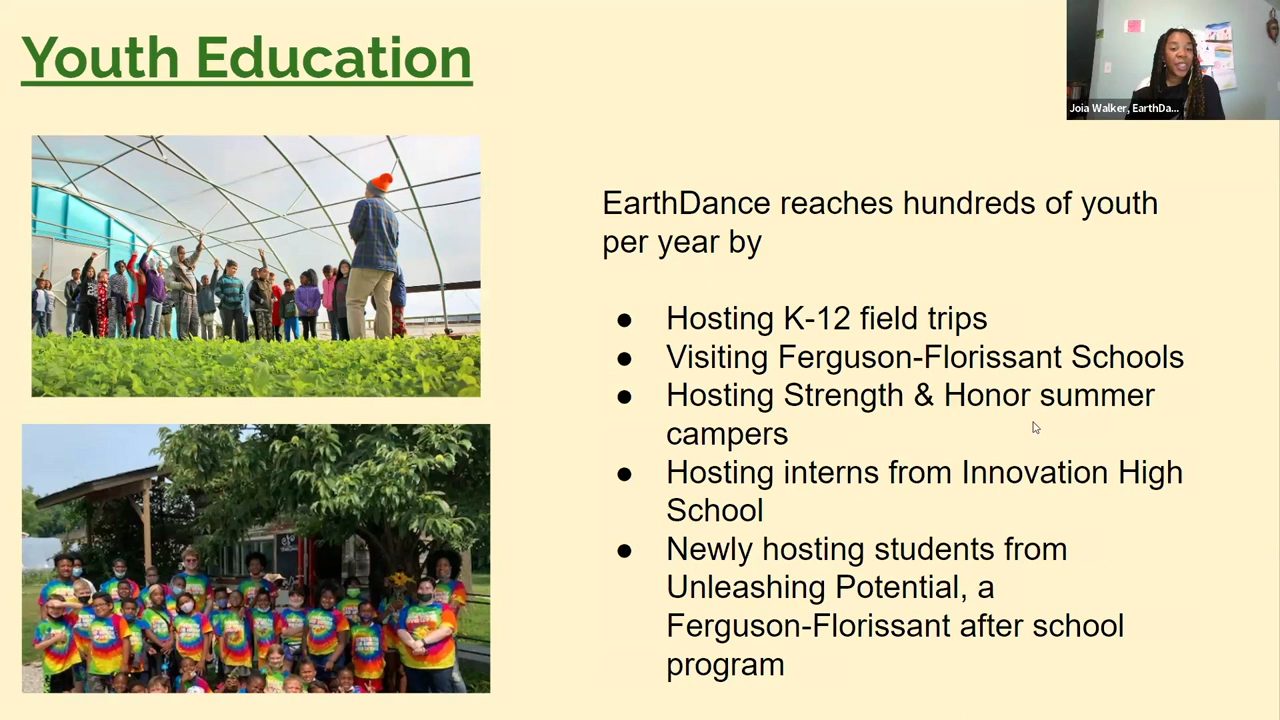 Youth Education
Joia Walker, EarthDa...
EarthDance reaches hundreds of youth
per year by
● Hosting K-12 field trips
● Visiting Ferguson-Florissant Schools
● Hosting Strength & Honor summer
campers
● Hosting interns from Innovation High
School
● Newly hosting students from
Unleashing Potential, a
Ferguson-Florissant after school
program